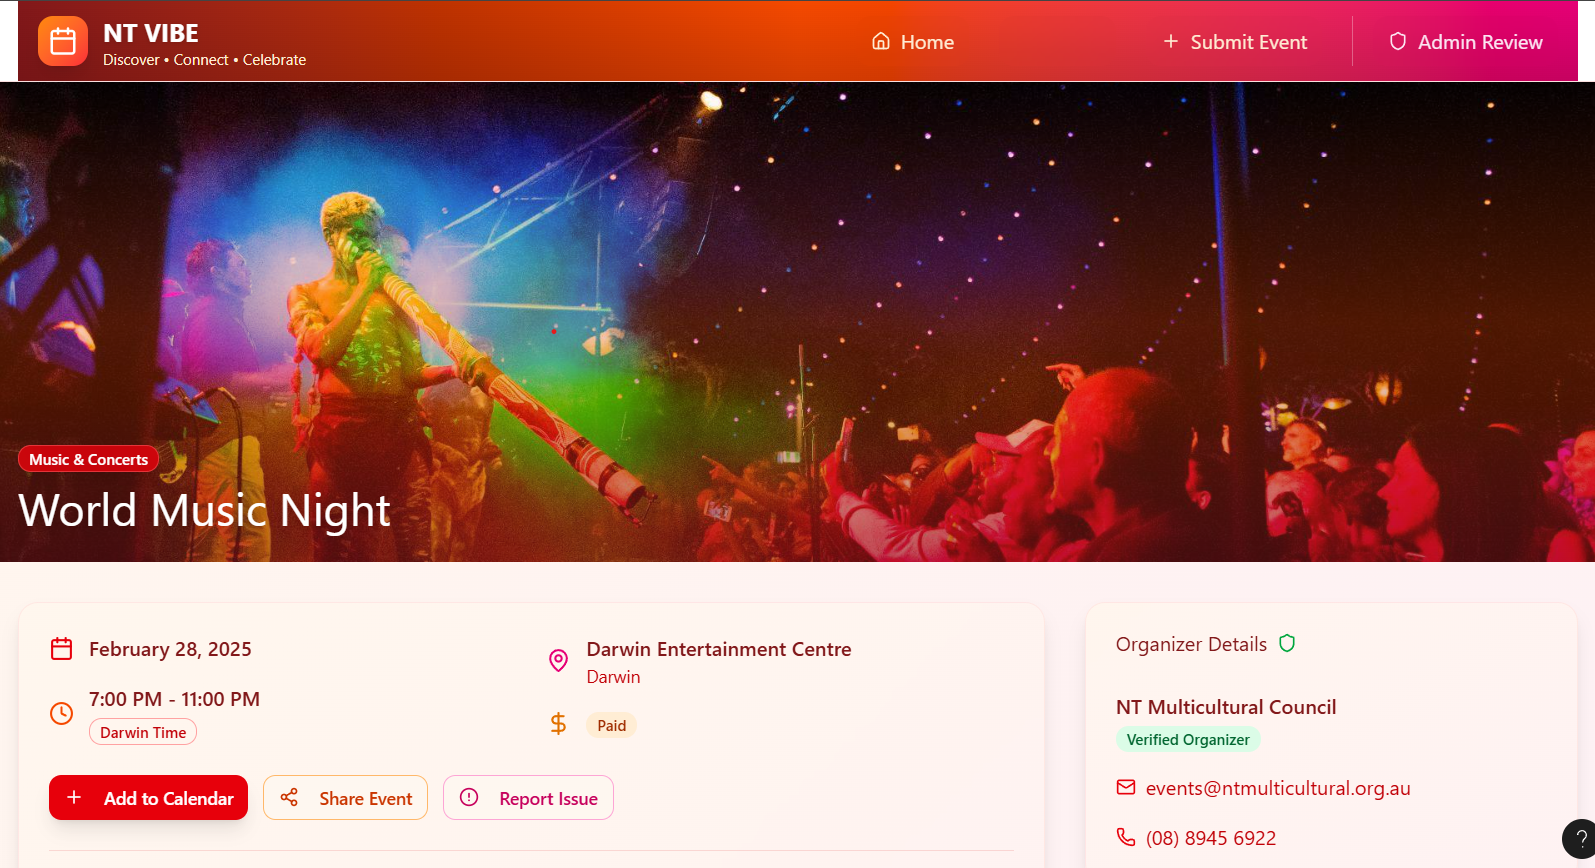 NT VIBE
Discover • Connect • Celebrate
Home
Submit Event
Admin Review
Music & Concerts
World Music Night
February 28, 2025
7:00 PM - 11:00 PM
Darwin Time
Darwin Entertainment Centre
Darwin
Paid
Add to Calendar
Share Event
Report Issue
Organizer Details
NT Multicultural Council
Verified Organizer
events@ntmulticultural.org.au
(08) 8945 6922
?